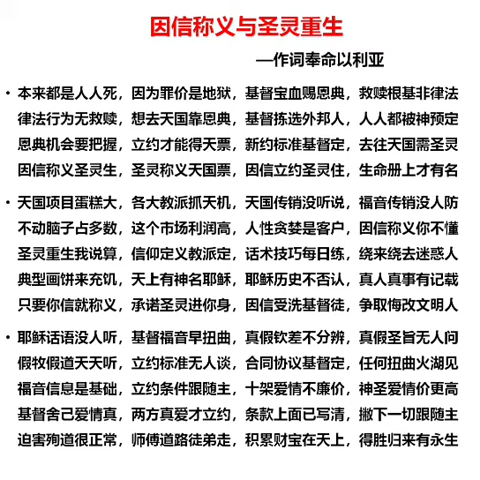 因信称义与圣灵重生
—作词奉命以利亚
• 本来都是人人死，因为罪价是地狱，基督宝血赐恩典，救赎根基非律法
律法行为无救赎，想去天国靠恩典，基督拣选外邦人，人人都被神预定
恩典机会要把握，立约才能得天票，新约标准基督定，去往天国需圣灵
因信称义圣灵生，圣灵称义天国票，因信立约圣灵住，生命册上才有名
• 天国项目蛋糕大，各大教派抓天机，天国传销没听说，福音传销没人防
不动脑子占多数，这个市场利润高，人性贪婪是客户，因信称义你不懂
圣灵重生我说算，信仰定义教派定，话术技巧每日练，绕来绕去迷惑人
典型画饼来充饥，天上有神名耶稣，耶稣历史不否认，真人真事有记载
只要你信就称义，承诺圣灵进你身，因信受洗基督徒，争取悔改文明人
• 耶稣话语没人听，基督福音早扭曲，真假钦差不分辨，真假圣旨无人问
假牧假道天天听，立约标准无人谈，合同协议基督定，任何扭曲火湖见
福音信息是基础，立约条件跟随主，十架爱情不廉价，神圣爱情价更高
基督舍己爱情真，两方真爱才立约，条款上面已写清，撇下一切跟随主
迫害殉道很正常，师傅道路徒弟走，积累财宝在天上，得胜归来有永生